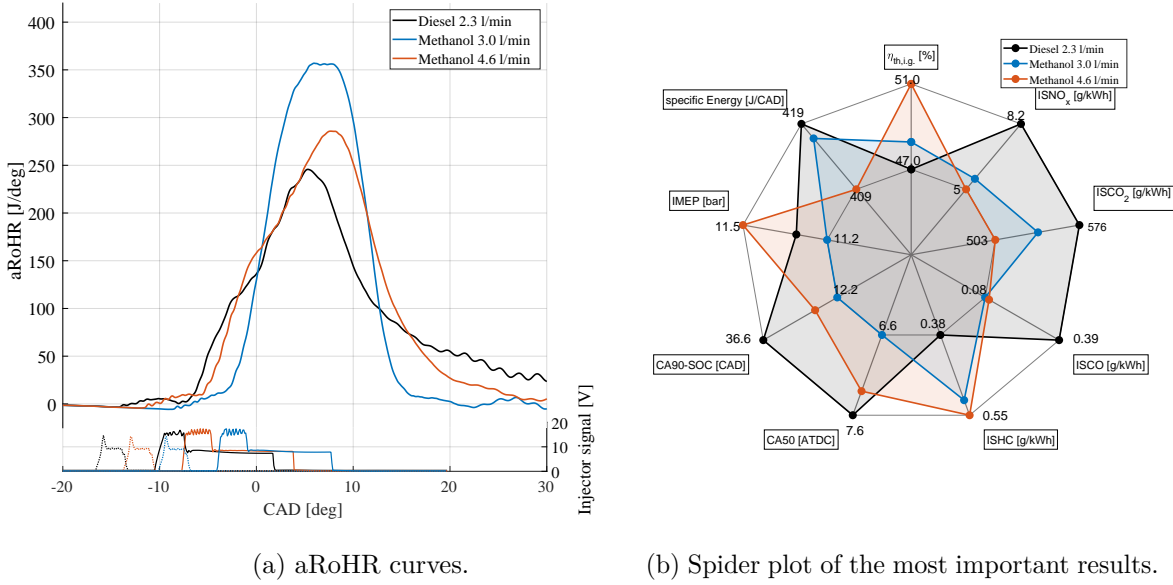 400
350
300
250
200
150
100
50
0
aRoHR [J/deg]
Diesel 2.3 l/min
Methanol 3.0 l/min
Methanol 4.6 l/min
20
10
0
Injector signal [V]
-20
-10
0
10
20
30
CAD [deg]
(a) aRoHR curves.
Diesel 2.3 l/min
Methanol 3.0 l/min
Methanol 4.6 l/min
η_th,i.g. [%]
51.0
47.0
ISNO_x [g/kWh]
8.2
5
ISCO_2 [g/kWh]
576
503
ISCO [g/kWh]
0.39
0.08
ISHC [g/kWh]
0.55
0.38
CA50 [ATDC]
7.6
6.6
CA90-SOC [CAD]
36.6
12.2
IMEP [bar]
11.5
11.2
specific Energy [J/CAD]
419
409
(b) Spider plot of the most important results.